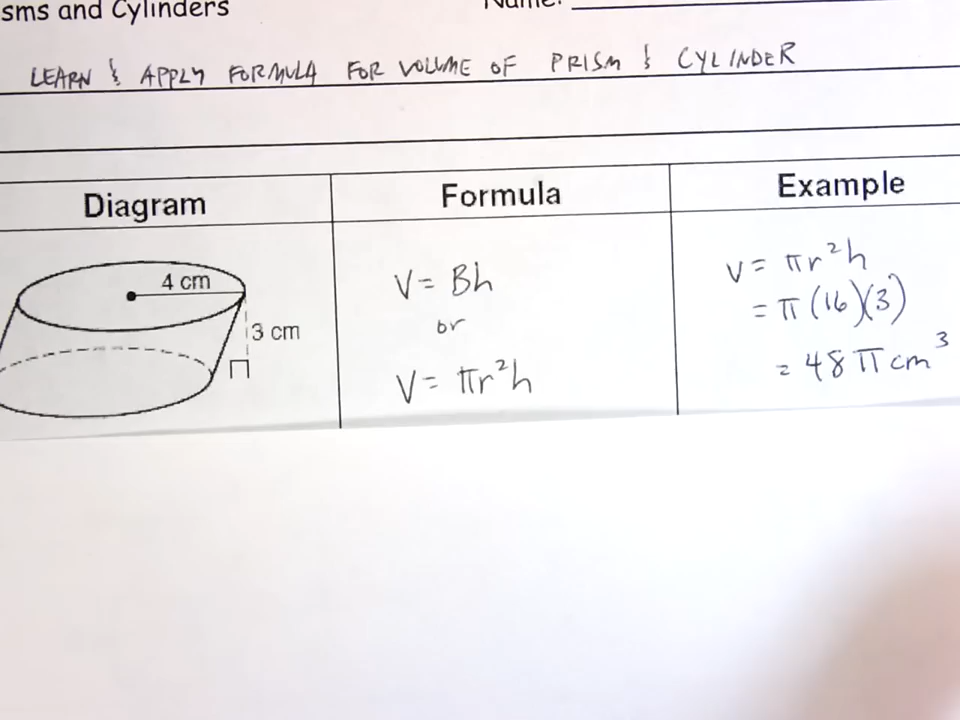 sms and Cylinders
Name:
LEARN & APPLY FORMULA FOR VOLUME OF PRISM & CYLINDER
Diagram
Formula
Example
4 cm
3 cm
V = Bh
or
V = πr²h
V = πr²h
= π(16)(3)
= 48π cm³